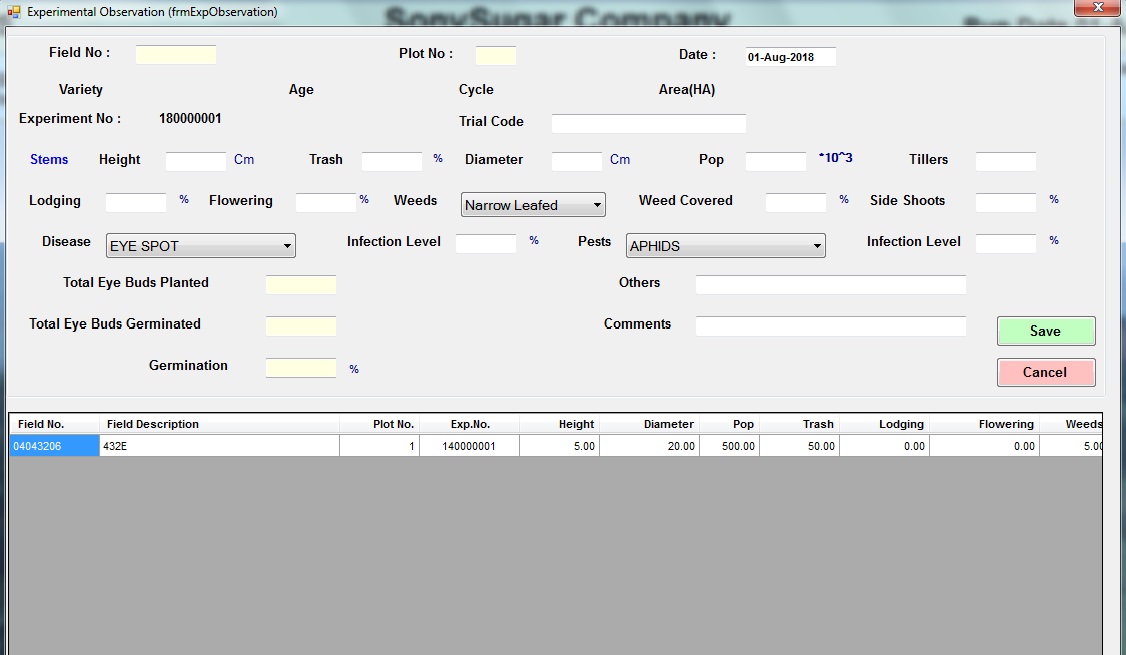 Experimental Observation (frmExpObservation)
SonySugar Company
Field No : Plot No : Date : 01-Aug-2018
Variety Age Cycle Area(HA)
Experiment No : 180000001
Trial Code
Stems Height Cm Trash % Diameter Cm Pop *10^3 Tillers
Lodging % Flowering % Weeds Narrow Leafed Weed Covered % Side Shoots %
Disease EYE SPOT Infection Level % Pests APHIDS Infection Level %
Total Eye Buds Planted Others
Total Eye Buds Germinated Comments Save
Germination % Cancel
Field No. Field Description Plot No. Exp.No. Height Diameter Pop Trash Lodging Flowering Weeds
04043206 432E 1 140000001 5.00 20.00 500.00 50.00 0.00 0.00 5.00